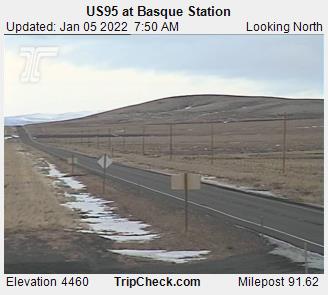 US95 at Basque Station
Updated: Jan 05 2022 7:50 AM Looking North
Elevation 4460 TripCheck.com Milepost 91.62